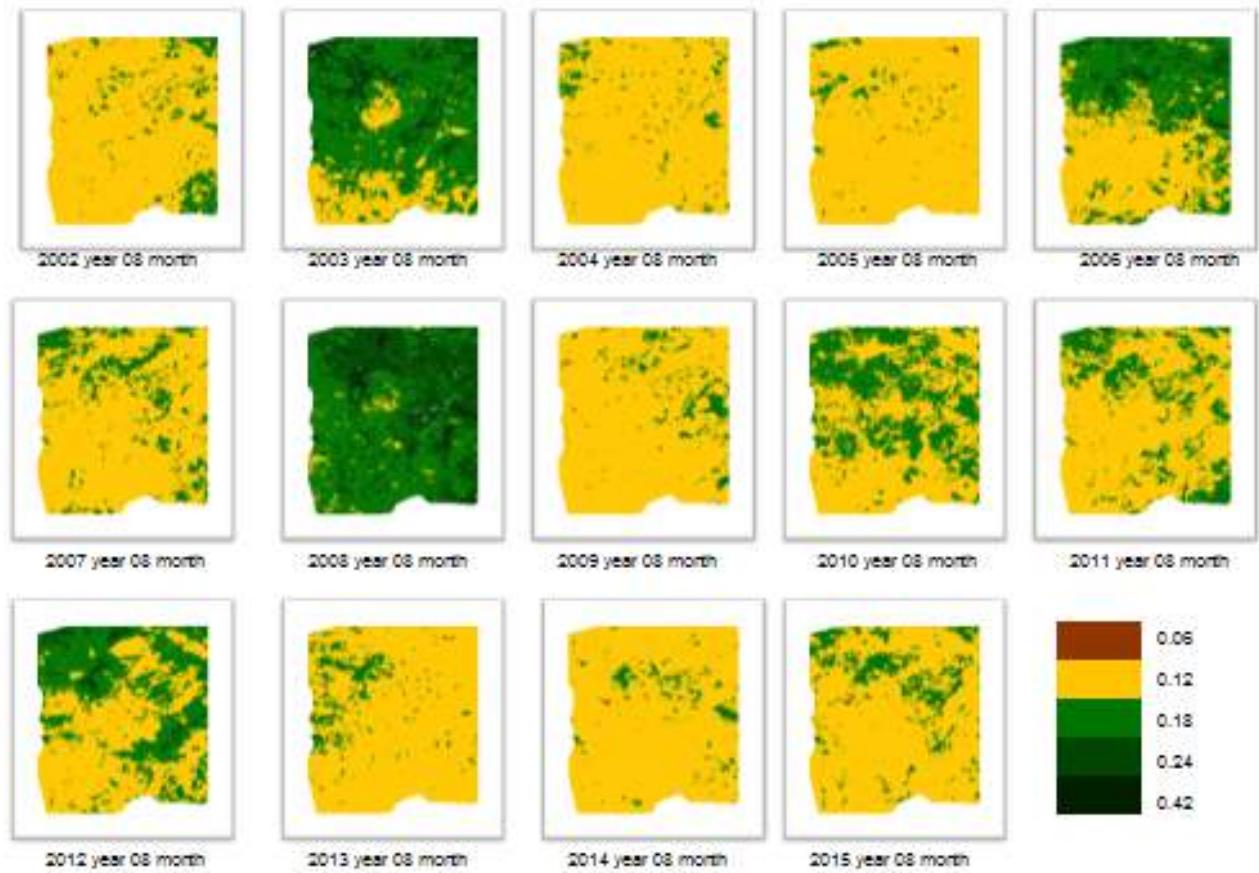 2002 year 08 month
2003 year 08 month
2004 year 08 month
2005 year 08 month
2006 year 08 month
2007 year 08 month
2008 year 08 month
2009 year 08 month
2010 year 08 month
2011 year 08 month
0.06
0.12
0.18
0.24
0.42
2012 year 08 month
2013 year 08 month
2014 year 08 month
2015 year 08 month